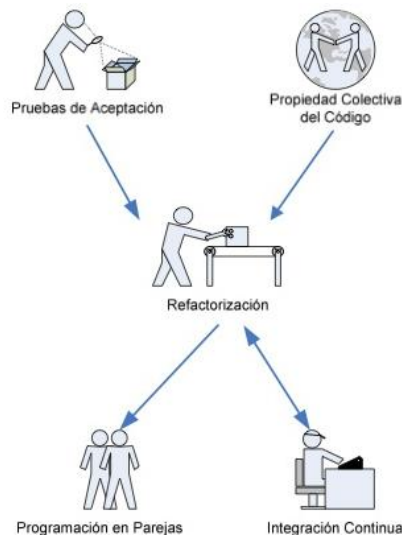 Pruebas de Aceptación
Propiedad Colectiva
del Código
Refactorización
Programación en Parejas
Integración Continua